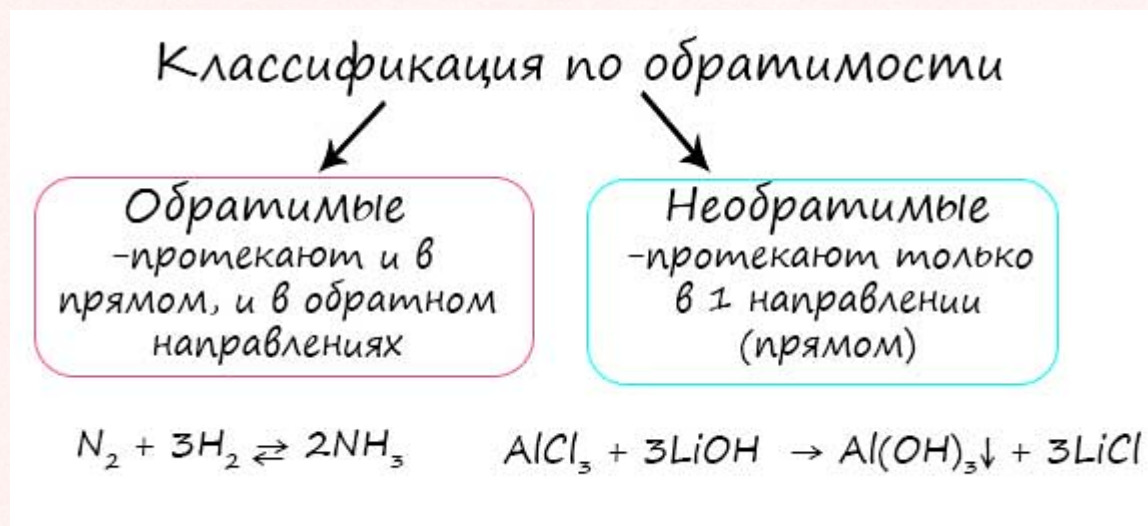 Классификация по обратимости
Обратимые
-протекают и в
прямом, и в обратном
направлениях
Необратимые
-протекают только
в 1 направлении
(прямом)
N₂ + 3H₂ ⇄ 2NH₃
AlCl₃ + 3LiOH → Al(OH)₃↓ + 3LiCl